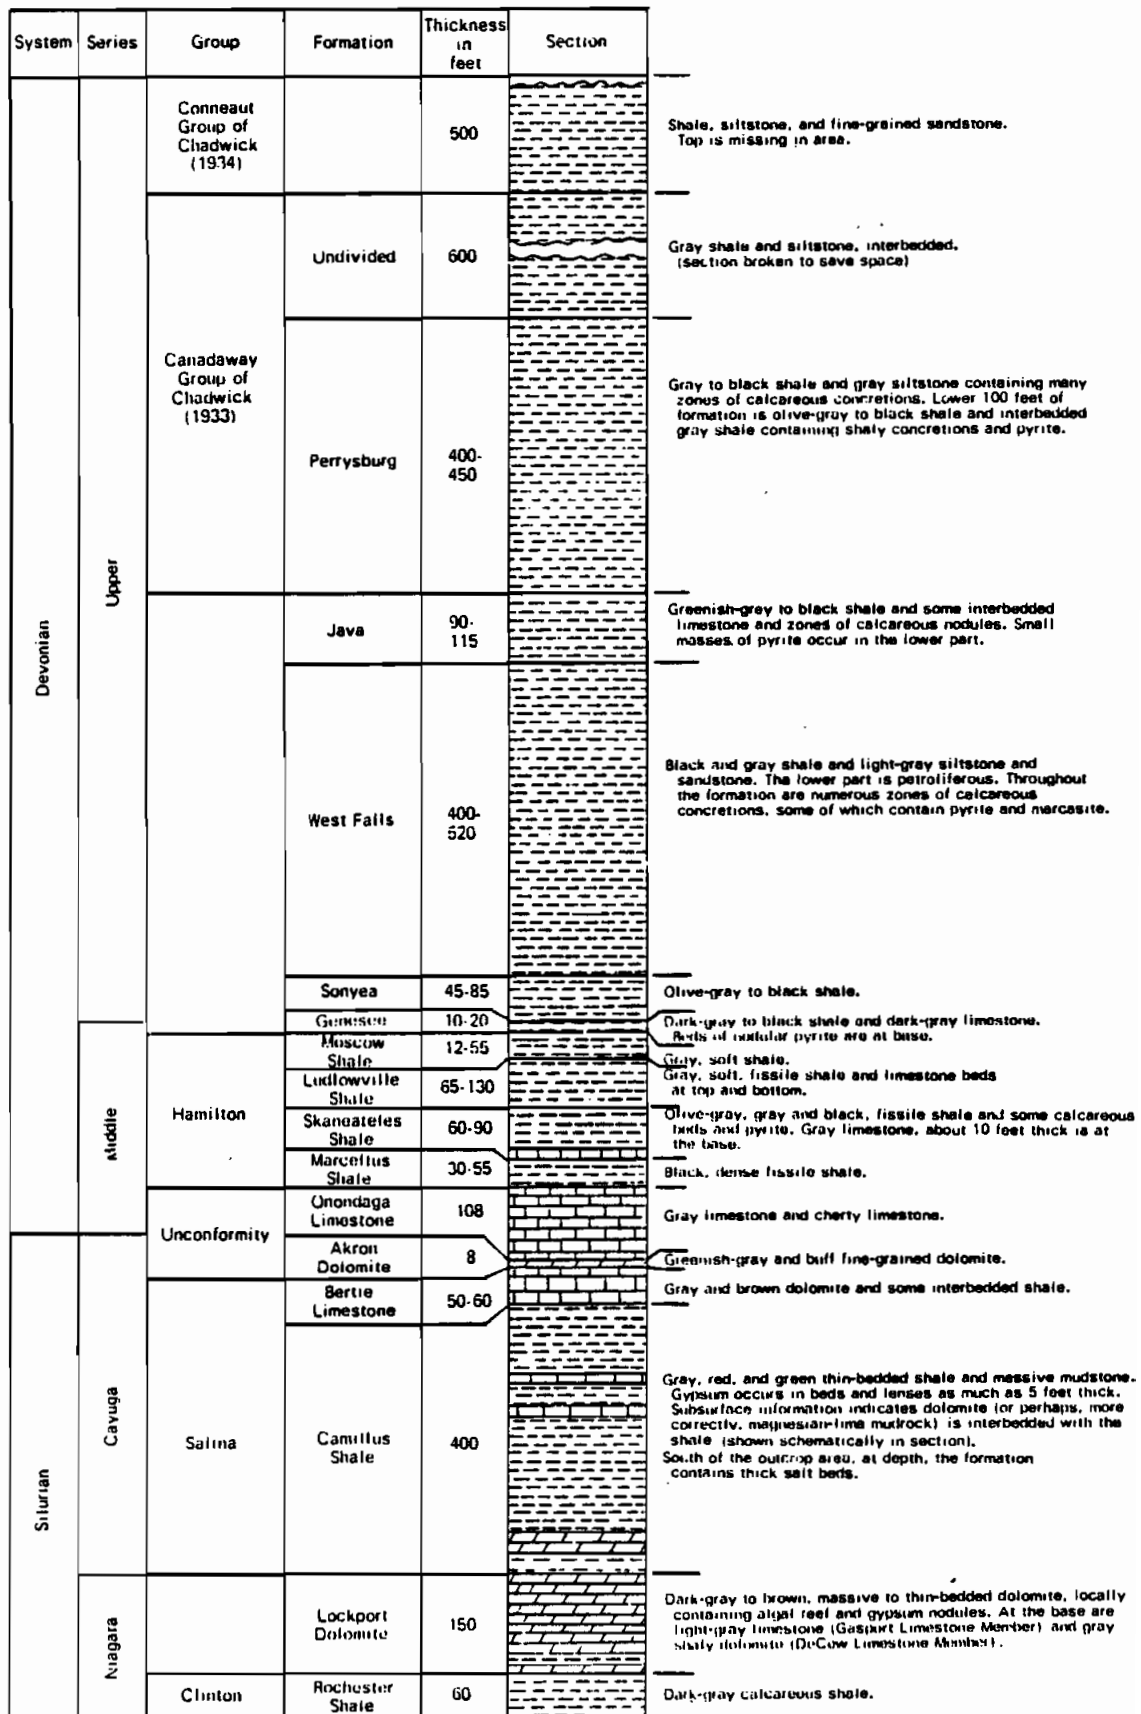 System Series Group Formation Thickness in feet Section
Devonian
Upper
Conneaut
Group of
Chadwick
(1934)
500
Shale, siltstone, and fine-grained sandstone.
Top is missing in area.
Canadaway
Group of
Chadwick
(1933)
Undivided
600
Gray shale and siltstone, interbedded.
(section broken to save space)
Perrysburg
400-
450
Gray to black shale and gray siltstone containing many
zones of calcareous concretions. Lower 100 feet of
formation is olive-gray to black shale and interbedded
gray shale containing shaly concretions and pyrite.
Java
90-
115
Greenish-grey to black shale and some interbedded
limestone and zones of calcareous nodules. Small
masses of pyrite occur in the lower part.
West Falls
400-
520
Black and gray shale and light-gray siltstone and
sandstone. The lower part is petroliferous. Throughout
the formation are numerous zones of calcareous
concretions, some of which contain pyrite and marcasite.
Sonyea
45-85
Olive-gray to black shale.
Genesee
10-20
Dark-gray to black shale and dark-gray limestone.
Beds of nodular pyrite are at base.
Middle
Hamilton
Moscow
Shale
12-55
Gray, soft shale.
Ludlowville
Shale
65-130
Gray, soft, fissile shale and limestone beds
at top and bottom.
Skaneateles
Shale
60-90
Olive-gray, gray and black, fissile shale and some calcareous
beds and pyrite. Gray limestone, about 10 feet thick is at
the base.
Marcellus
Shale
30-55
Black, dense fissile shale.
Unconformity
Onondaga
Limestone
108
Gray limestone and cherty limestone.
Silurian
Cayuga
Akron
Dolomite
8
Greenish-gray and buff fine-grained dolomite.
Salina
Bertie
Limestone
50-60
Gray and brown dolomite and some interbedded shale.
Camillus
Shale
400
Gray, red, and green thin-bedded shale and massive mudstone.
Gypsum occurs in beds and lenses as much as 5 feet thick.
Subsurface information indicates dolomite (or perhaps, more
correctly, magnesian-lime mudrock) is interbedded with the
shale (shown schematically in section).
South of the outcrop area, at depth, the formation
contains thick salt beds.
Niagara
Lockport
Dolomite
150
Dark-gray to brown, massive to thin-bedded dolomite, locally
containing algal reef and gypsum nodules. At the base are
light-gray limestone (Gasport Limestone Member) and gray
shaly dolomite (DeCew Limestone Member).
Clinton
Rochester
Shale
60
Dark-gray calcareous shale.